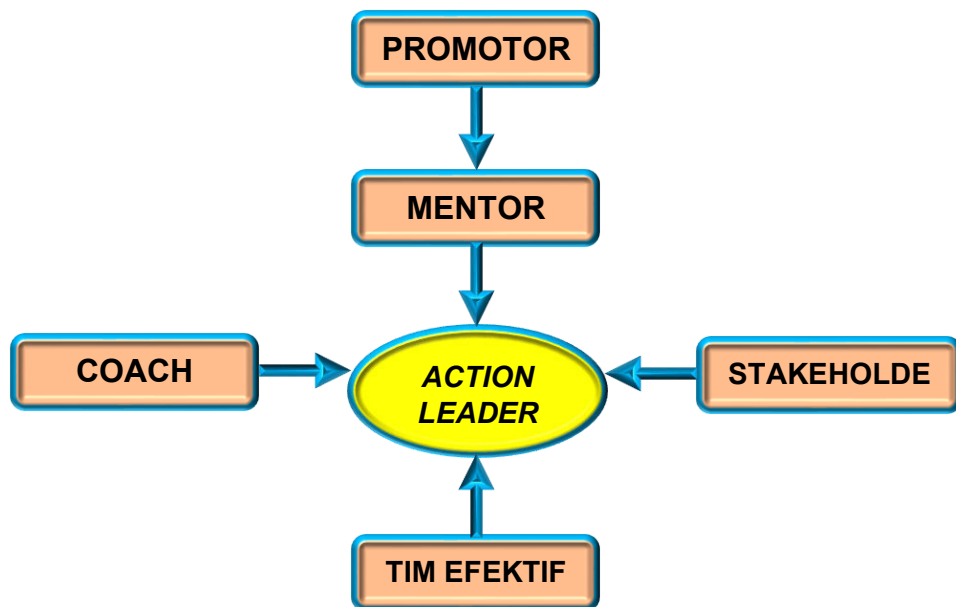 PROMOTOR
MENTOR
COACH
ACTION
LEADER
STAKEHOLDE
TIM EFEKTIF